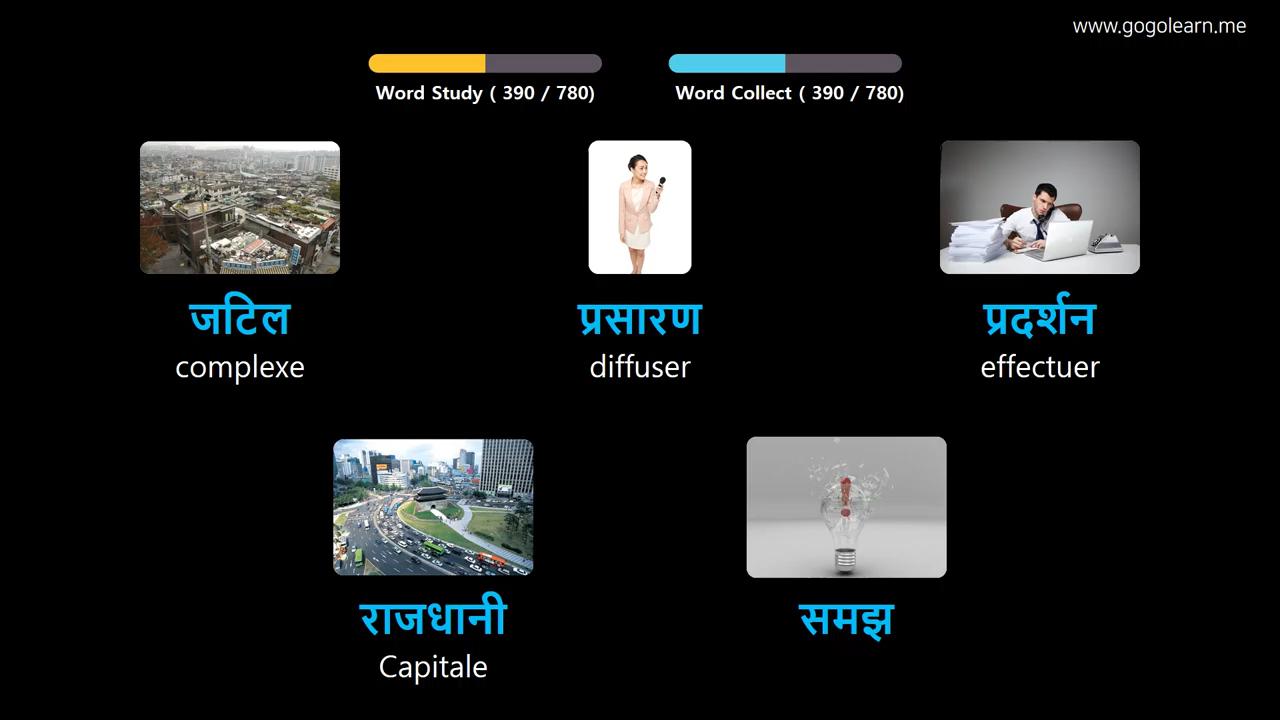 www.gogolearn.me
Word Study ( 390 / 780)
Word Collect ( 390 / 780)
जटिल
complexe
प्रसारण
diffuser
प्रदर्शन
effectuer
राजधानी
Capitale
समझ